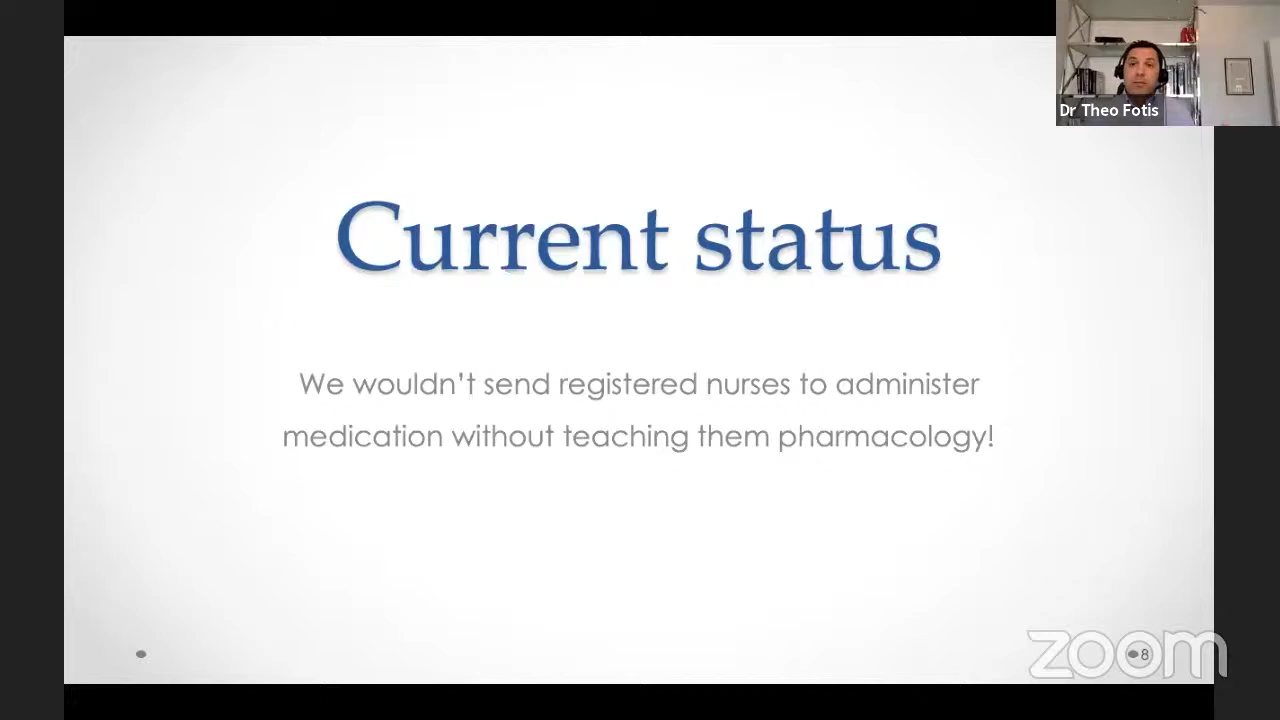 Dr Theo Fotis
Current status
We wouldn't send registered nurses to administer
medication without teaching them pharmacology!
zoom
8